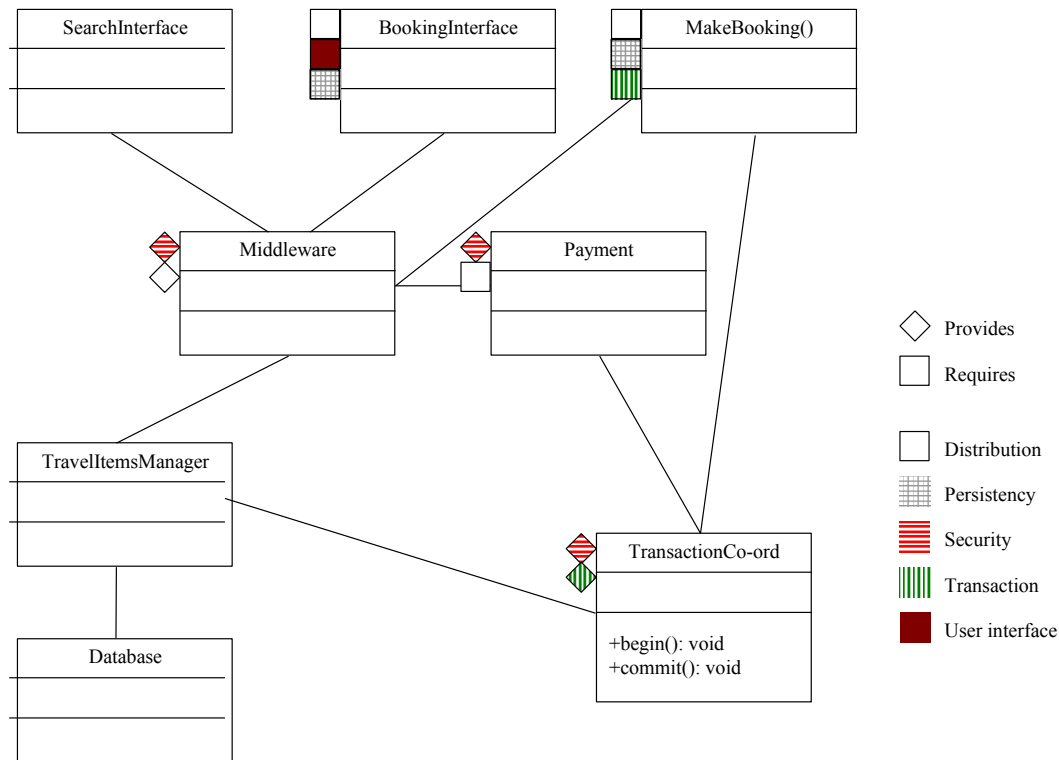 SearchInterface
BookingInterface
MakeBooking()
Middleware
Payment
Provides
Requires
TravelItemsManager
Distribution
Persistency
Security
Transaction
User interface
TransactionCo-ord
+begin(): void
+commit(): void
Database